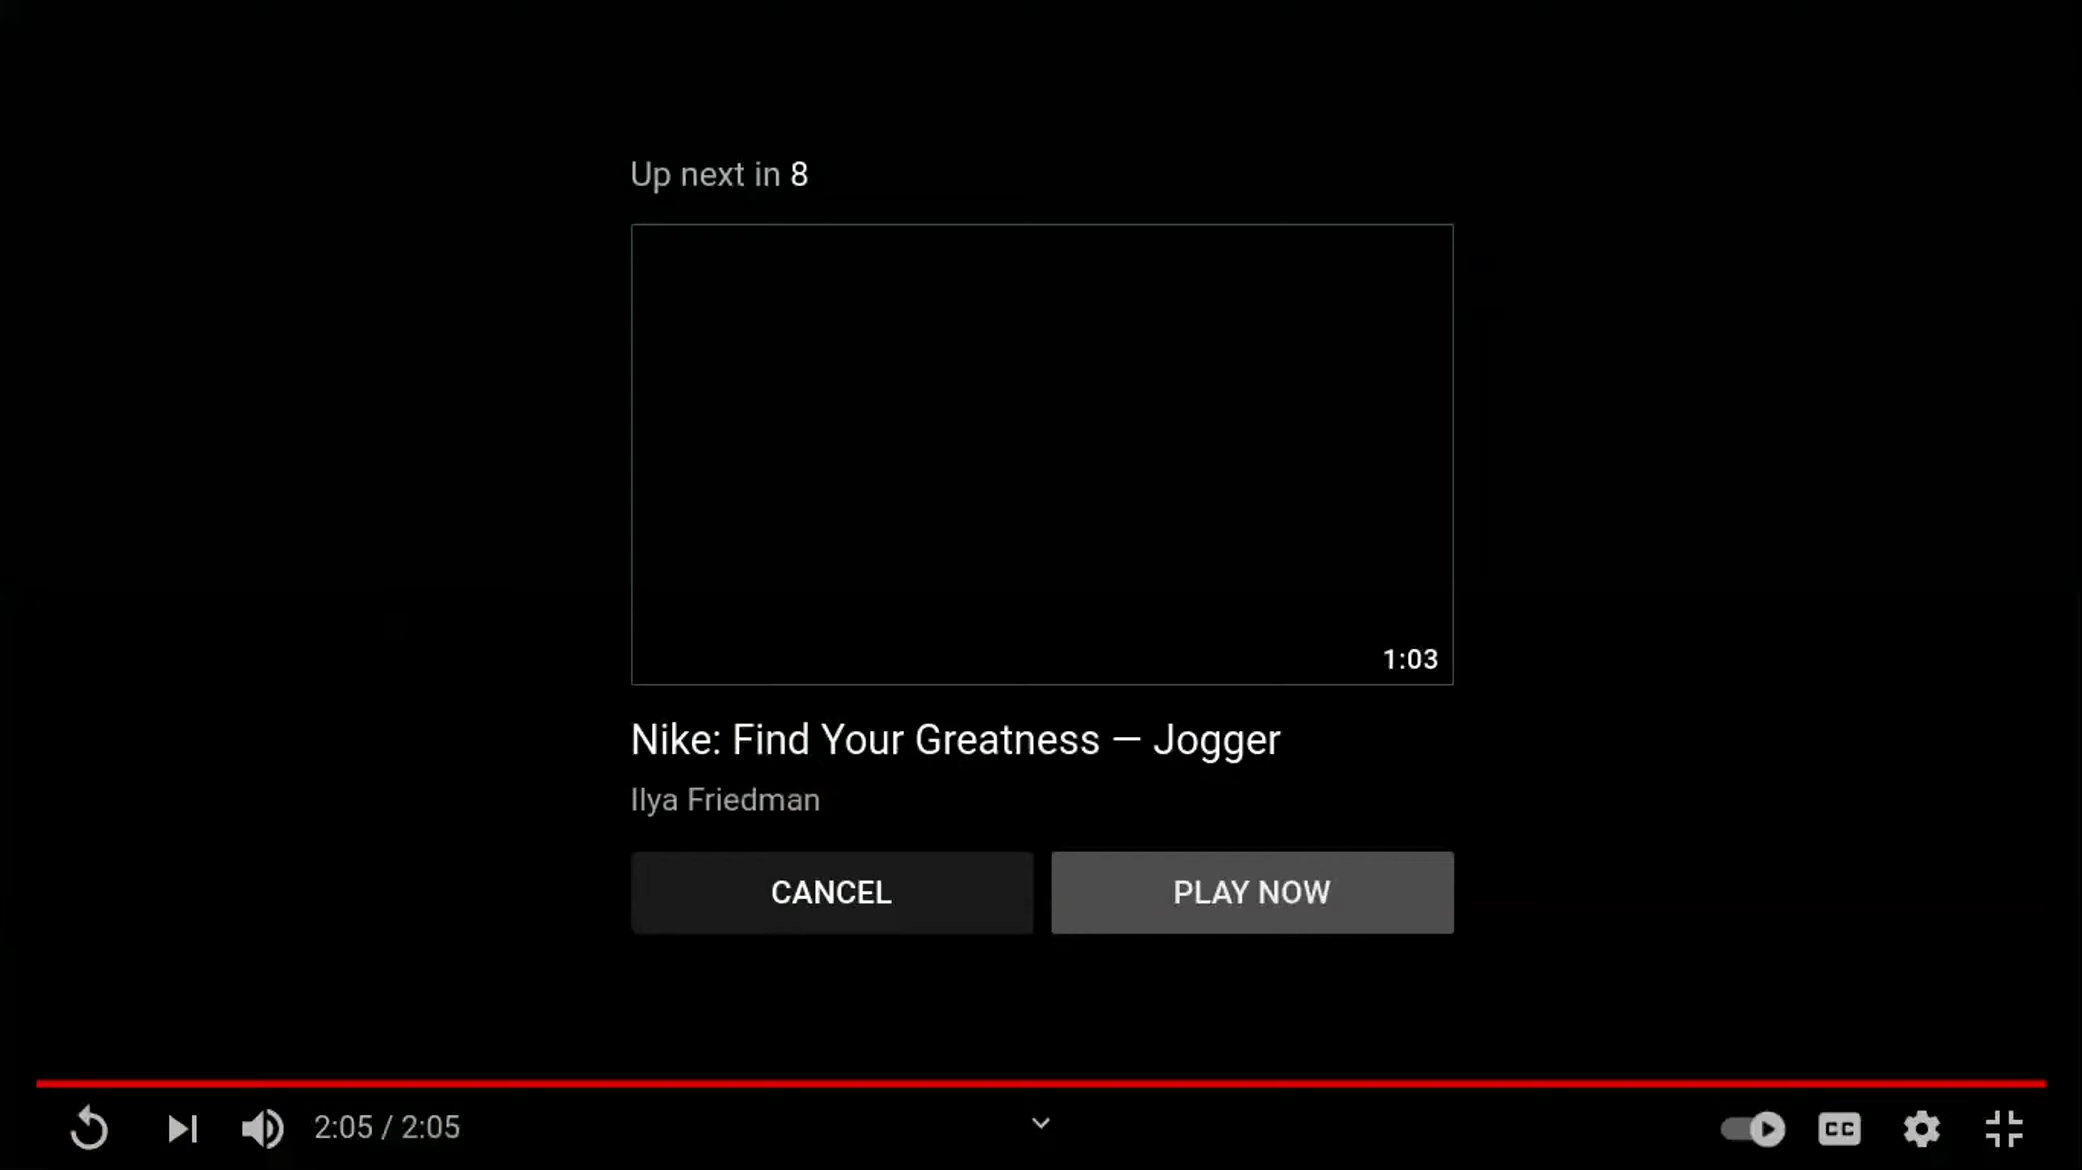 Up next in 8
1:03
Nike: Find Your Greatness — Jogger
Ilya Friedman
CANCEL
PLAY NOW
2:05 / 2:05
CC